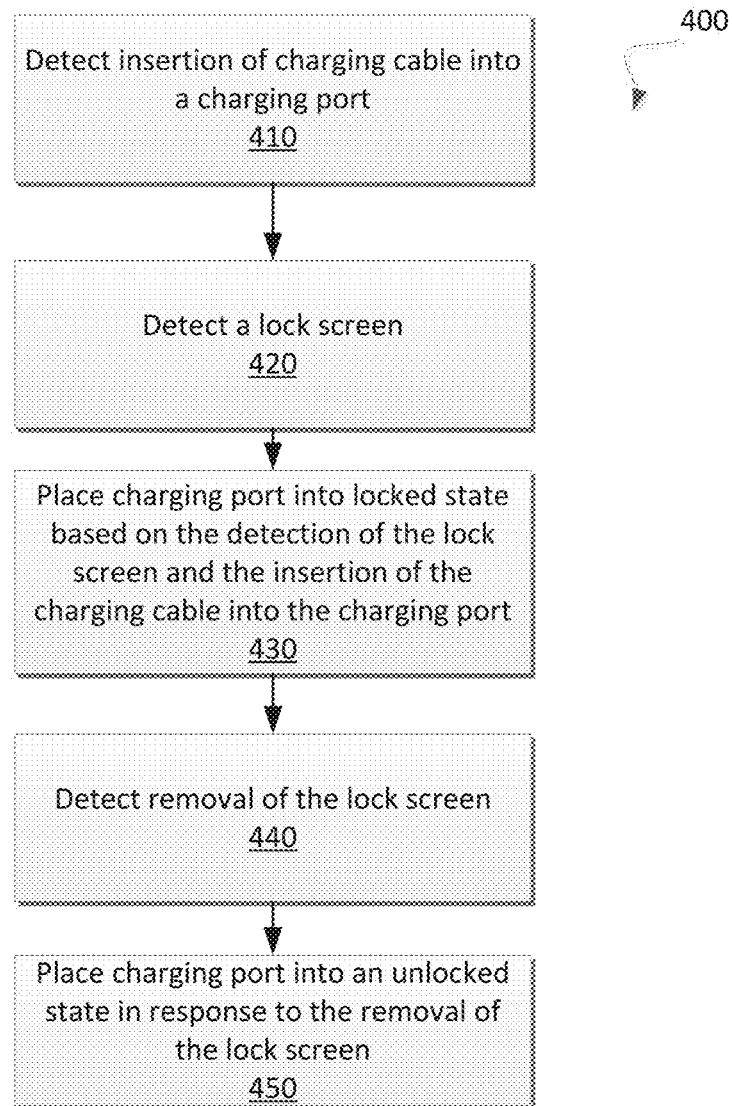 400
Detect insertion of charging cable into
a charging port
410
Detect a lock screen
420
Place charging port into locked state
based on the detection of the lock
screen and the insertion of the
charging cable into the charging port
430
Detect removal of the lock screen
440
Place charging port into an unlocked
state in response to the removal of
the lock screen
450